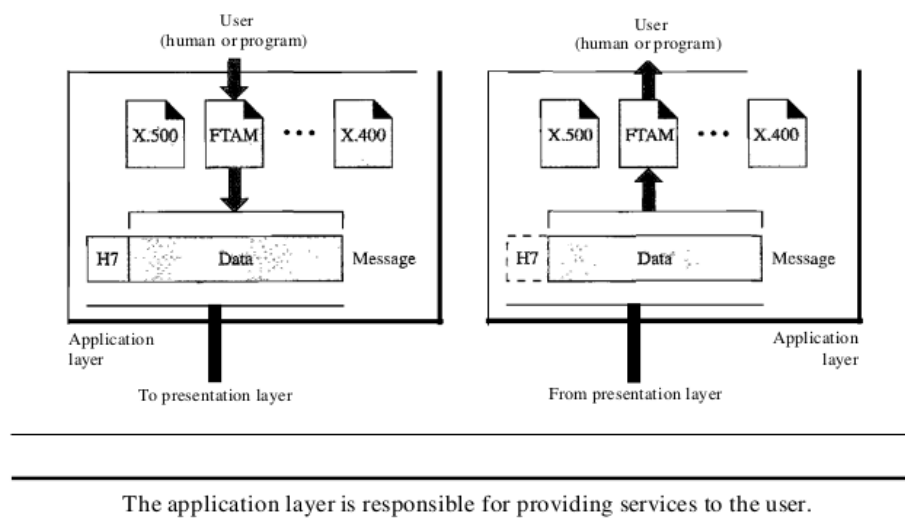 User
(human or program)
X.500
FTAM
X.400
H7
Data
Message
Application
layer
To presentation layer
User
(human or program)
X.500
FTAM
X.400
H7
Data
Message
Application
layer
From presentation layer
The application layer is responsible for providing services to the user.